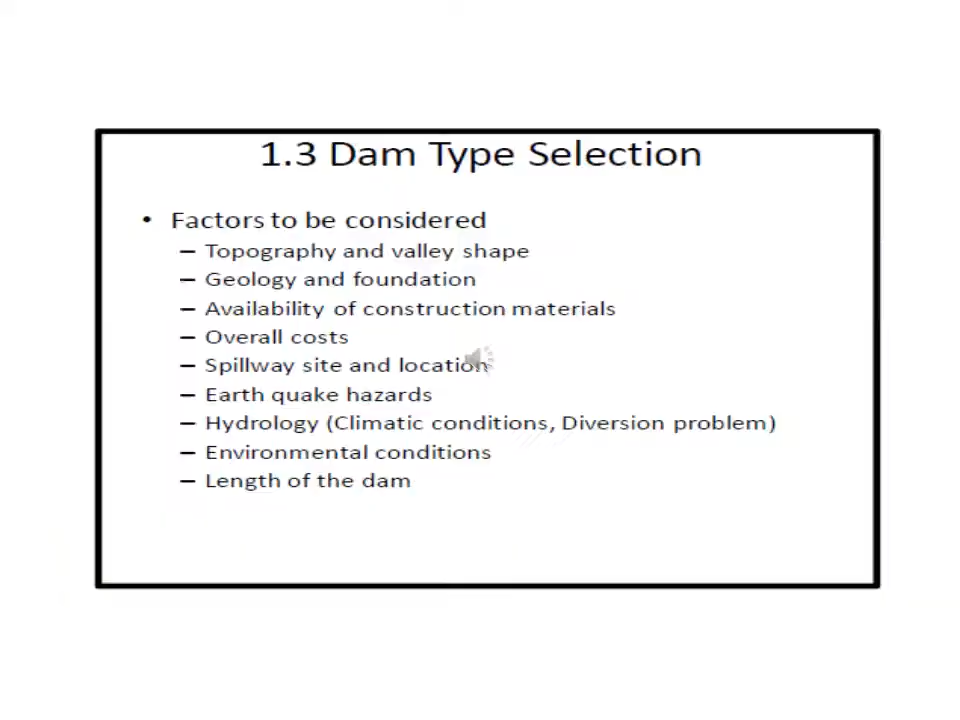 1.3 Dam Type Selection
• Factors to be considered
– Topography and valley shape
– Geology and foundation
– Availability of construction materials
– Overall costs
– Spillway site and location
– Earth quake hazards
– Hydrology (Climatic conditions, Diversion problem)
– Environmental conditions
– Length of the dam